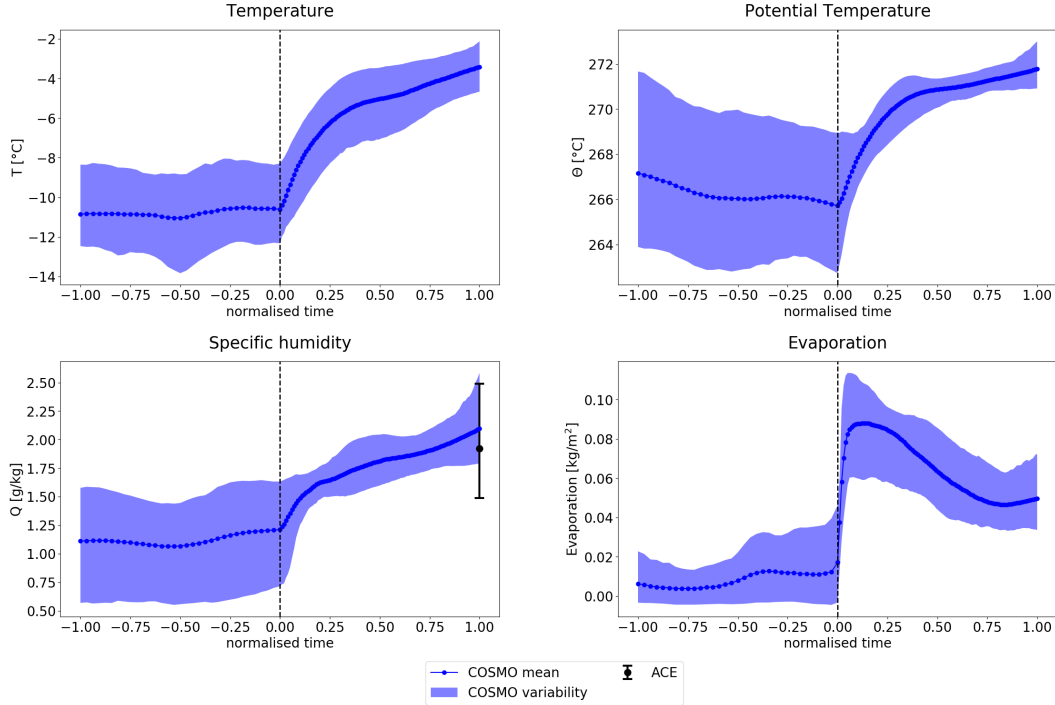 Temperature
T [°C]
−2
−4
−6
−8
−10
−12
−14
−1.00 −0.75 −0.50 −0.25 0.00 0.25 0.50 0.75 1.00
normalised time
Potential Temperature
Θ [°C]
272
270
268
266
264
−1.00 −0.75 −0.50 −0.25 0.00 0.25 0.50 0.75 1.00
normalised time
Specific humidity
Q [g/kg]
2.50
2.25
2.00
1.75
1.50
1.25
1.00
0.75
0.50
−1.00 −0.75 −0.50 −0.25 0.00 0.25 0.50 0.75 1.00
normalised time
Evaporation
Evaporation [kg/m²]
0.10
0.08
0.06
0.04
0.02
0.00
−1.00 −0.75 −0.50 −0.25 0.00 0.25 0.50 0.75 1.00
normalised time
COSMO mean
COSMO variability
ACE